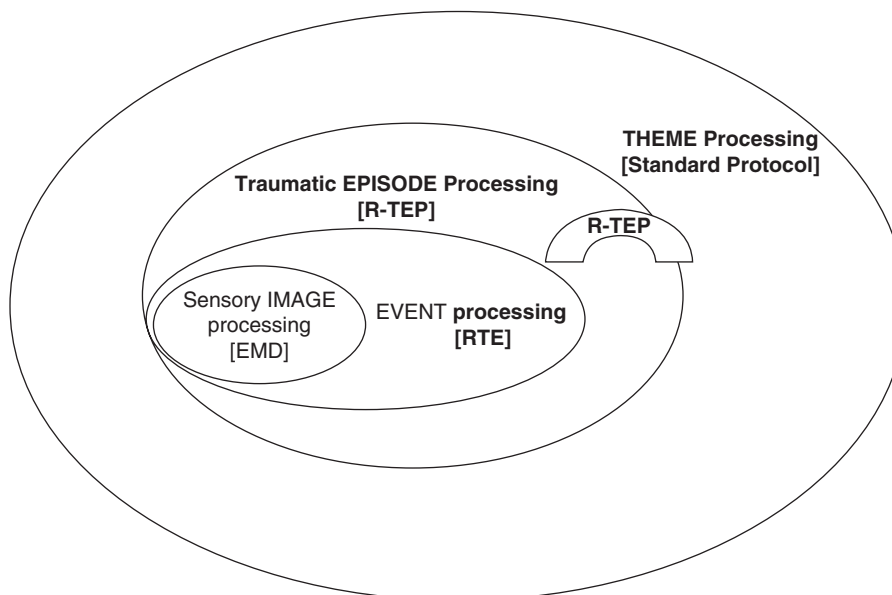 THEME Processing
[Standard Protocol]
Traumatic EPISODE Processing
[R-TEP]
R-TEP
Sensory IMAGE
processing
[EMD]
EVENT processing
[RTE]